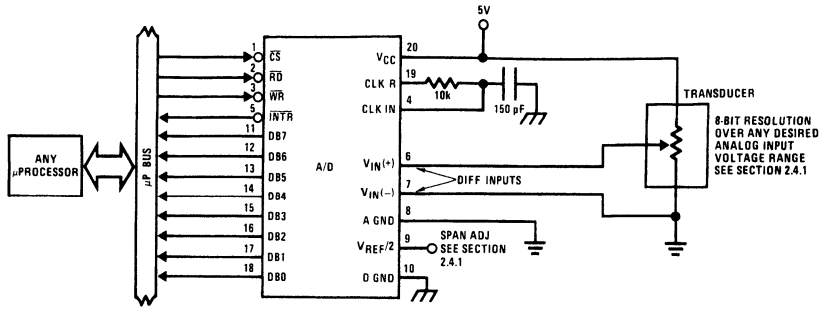 5V
1
CS
2
RD
3
WR
5
INTR
11
DB7
12
DB6
13
DB5
14
DB4
15
DB3
16
DB2
17
DB1
18
DB0
ANY
µPROCESSOR
µP BUS
A/D
20
VCC
19
CLK R
10k
4
CLK IN
150 pF
6
VIN(+)
DIFF INPUTS
7
VIN(−)
8
A GND
9
VREF/2
SPAN ADJ
SEE SECTION
2.4.1
10
D GND
TRANSDUCER
8-BIT RESOLUTION
OVER ANY DESIRED
ANALOG INPUT
VOLTAGE RANGE
SEE SECTION 2.4.1